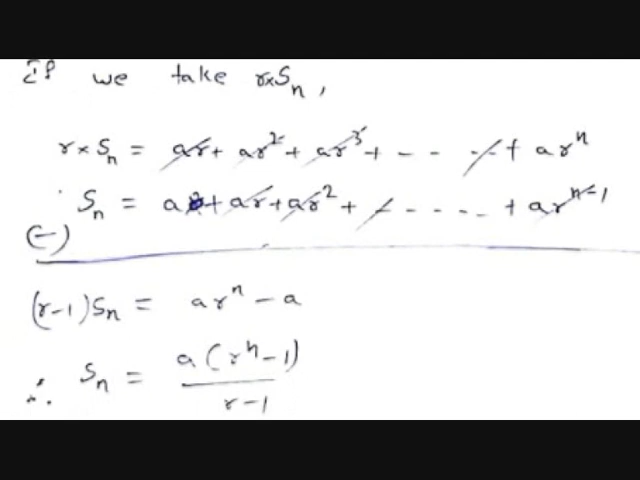 If we take r×Sₙ,
r × Sₙ = ar + ar² + ar³ + - - - - + arⁿ
Sₙ = a + ar + ar² + - - - - - + arⁿ⁻¹
(-)
(r-1)Sₙ = arⁿ - a
∴ Sₙ = a(rⁿ-1)
r-1